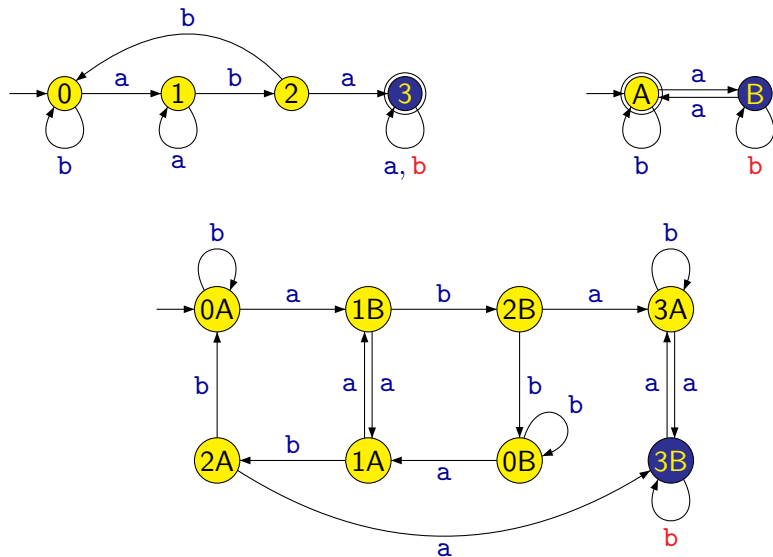 b
a b a a
0 1 2 3 A B
a
b a a, b b b
b b
0A a 1B b 2B a 3A
b a a b b a a
2A b 1A a 0B 3B
a b